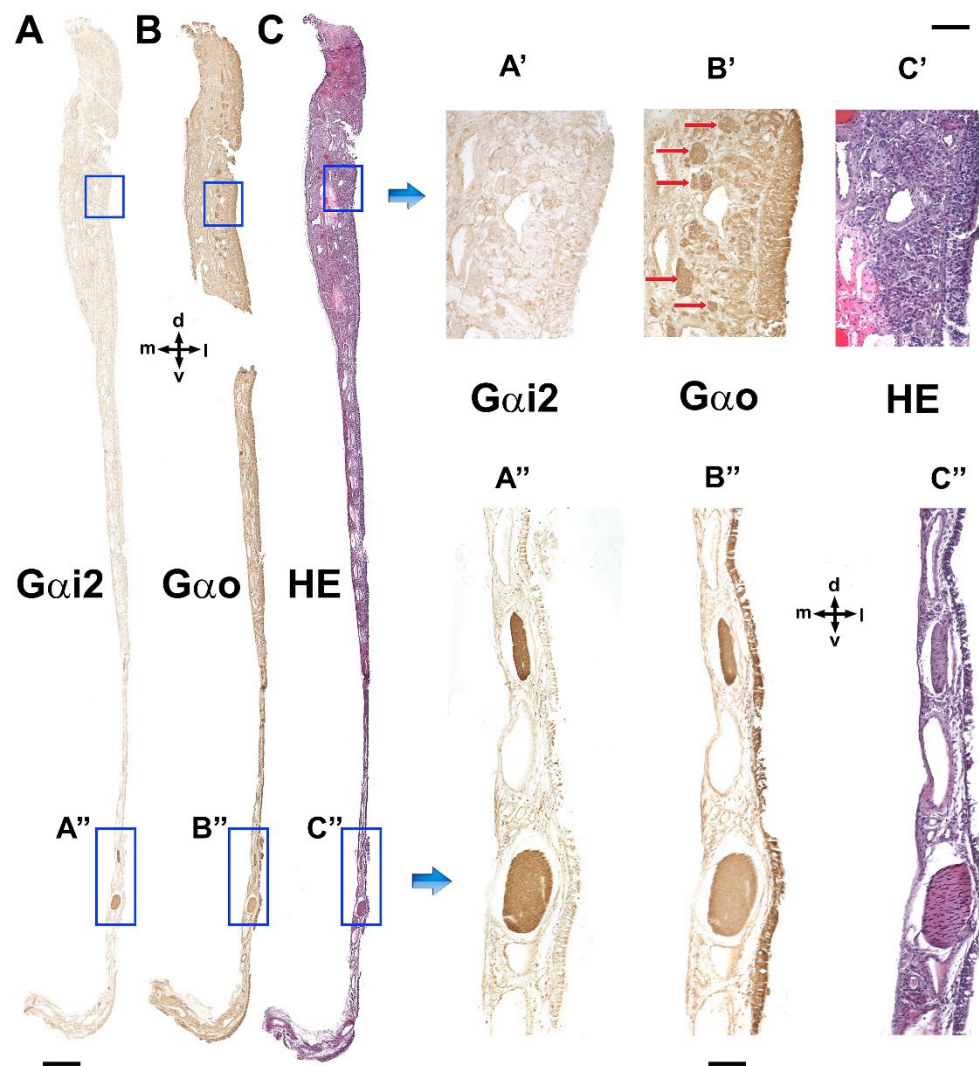 A B C
A’ B’ C’
d
m l
v
Gαi2 Gαo HE
A’’ B’’ C’’
Gαi2 Gαo HE
d
m l
v
A’’ B’’ C’’